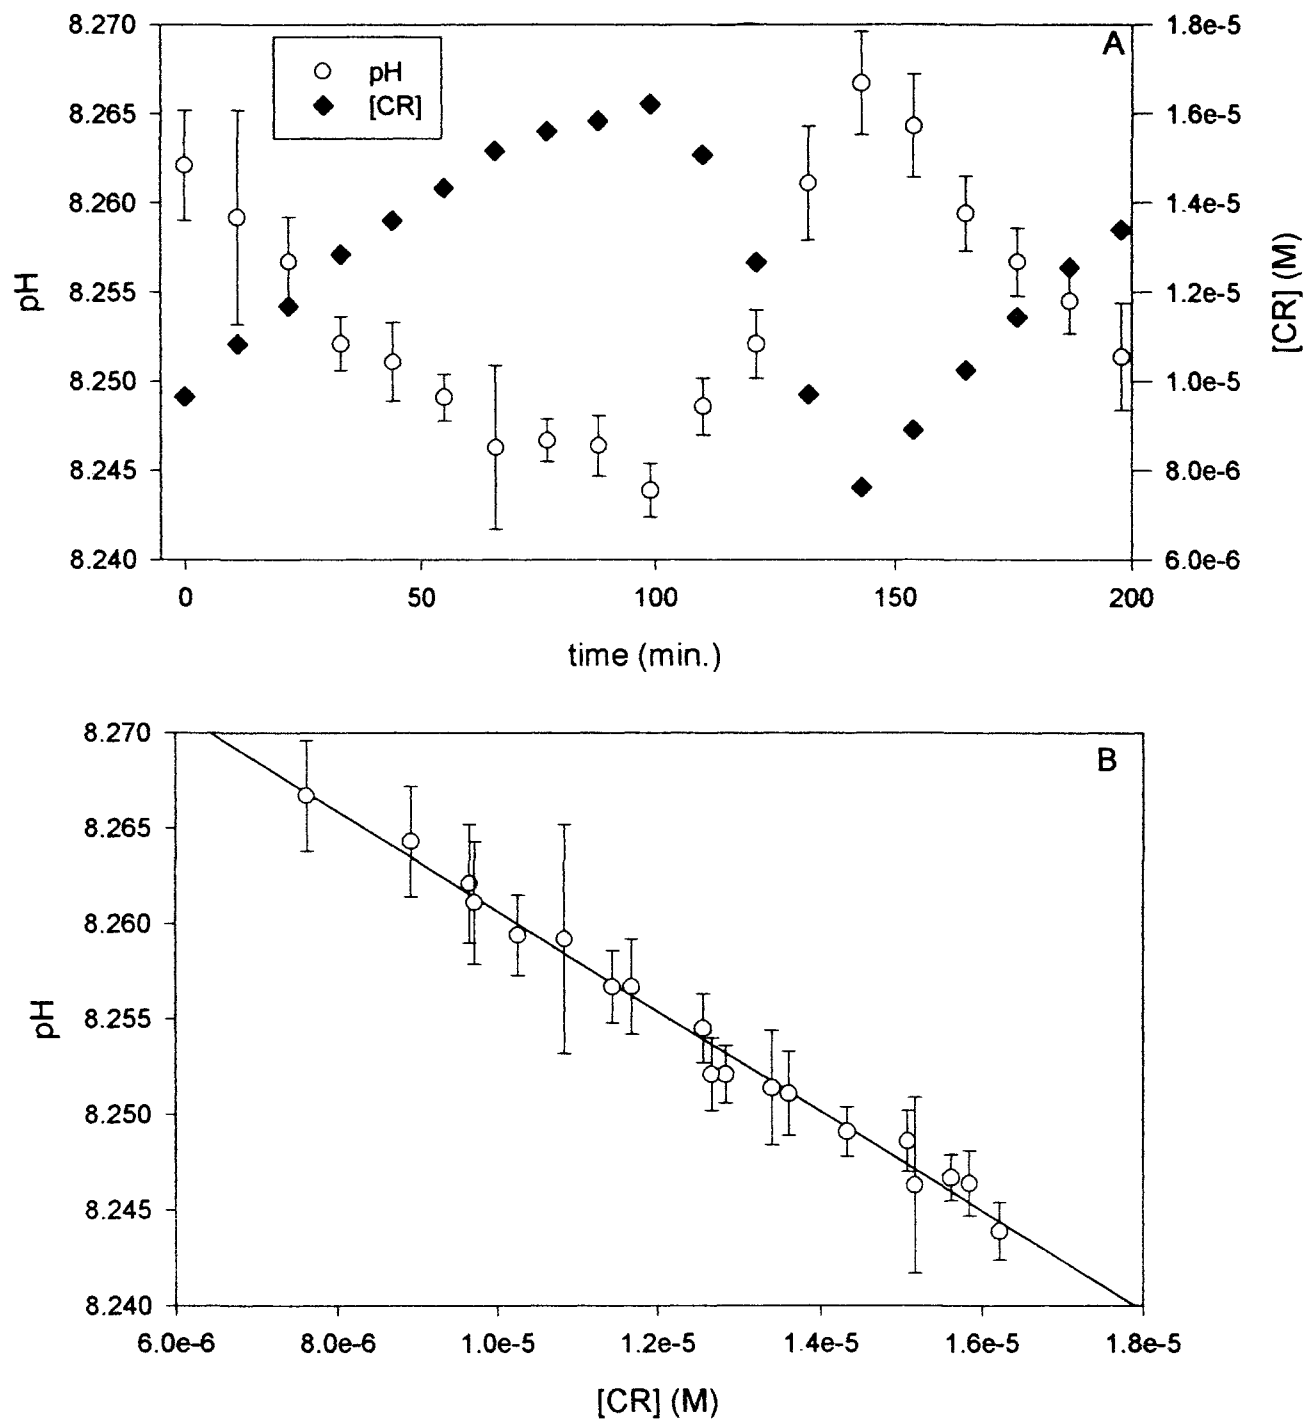 8.270
8.265
8.260
8.255
8.250
8.245
8.240
pH
pH
[CR]
A
1.8e-5
1.6e-5
1.4e-5
1.2e-5
1.0e-5
8.0e-6
6.0e-6
[CR] (M)
0 50 100 150 200
time (min.)
8.270
8.265
8.260
8.255
8.250
8.245
8.240
pH
B
6.0e-6 8.0e-6 1.0e-5 1.2e-5 1.4e-5 1.6e-5 1.8e-5
[CR] (M)